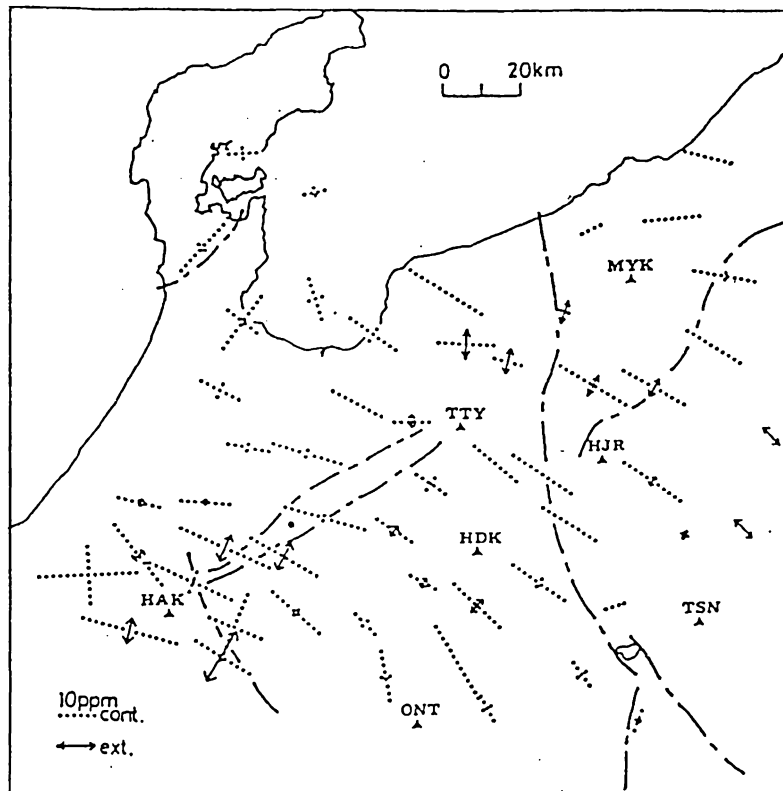 0 20km
MYK
TTY
HJR
HDK
HAK
TSN
ONT
10ppm
cont.
ext.